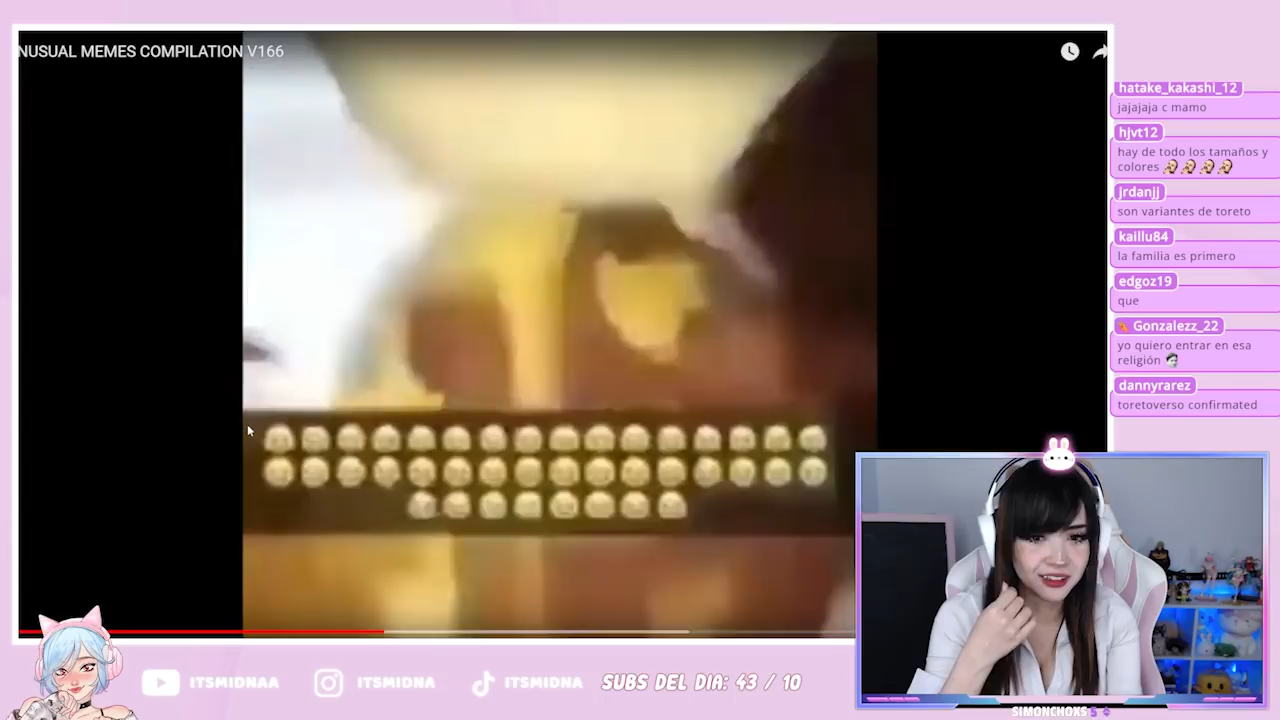 NUSUAL MEMES COMPILATION V166
hatake_kakashi_12
jajajaja c mamo
hjvt12
hay de todo los tamaños y
colores
jrdanjj
son variantes de toreto
kaillu84
la familia es primero
edgoz19
que
Gonzalezz_22
yo quiero entrar en esa
religión
dannyrarez
toretoverso confirmated
ITSMIDNAA
ITSMIDNA
ITSMIDNA
SUBS DEL DIA: 43 / 10
SIMONCHOXS 5